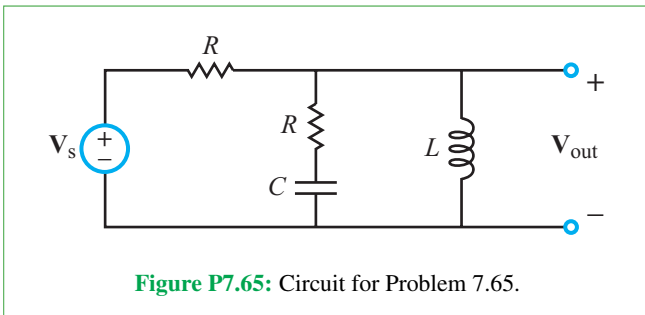 R
+
R
V_s
+
−
L
V_out
C
−
Figure P7.65: Circuit for Problem 7.65.